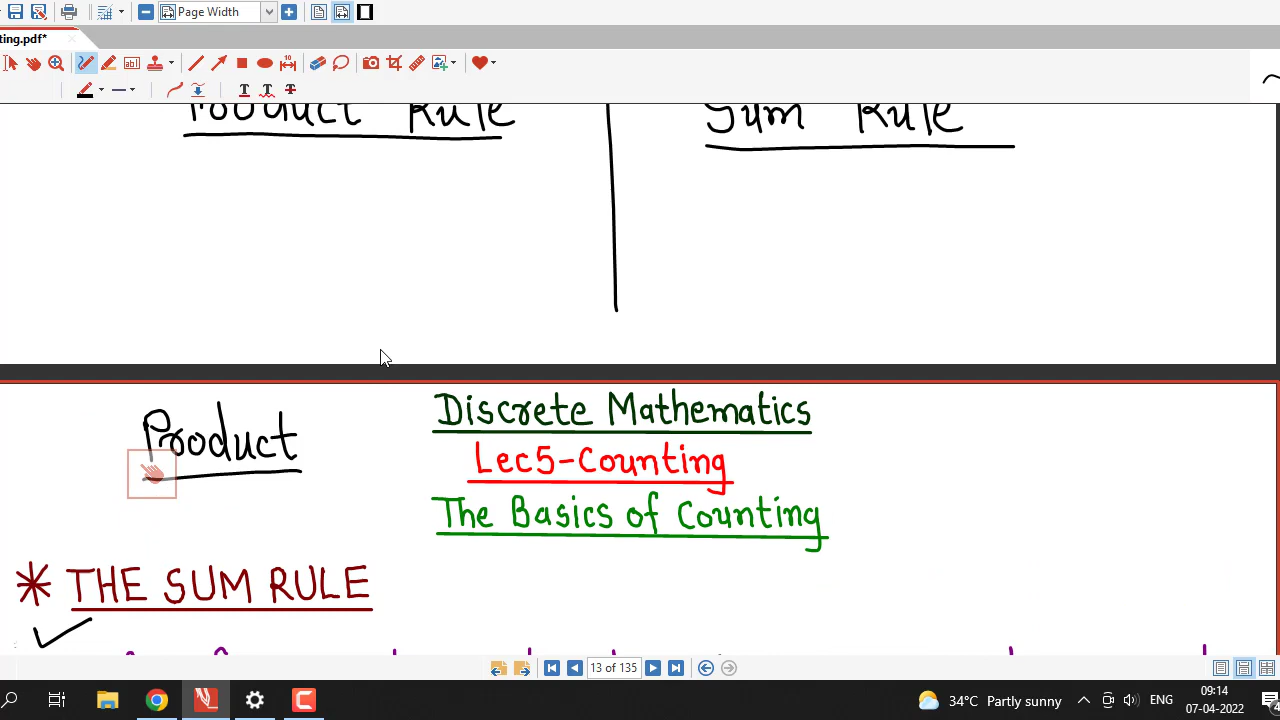 Page Width
ting.pdf*
10
Product Rule
Sum Rule
Product
Discrete Mathematics
Lec5-Counting
The Basics of Counting
* THE SUM RULE
13 of 135
34°C Partly sunny
ENG
09:14
07-04-2022